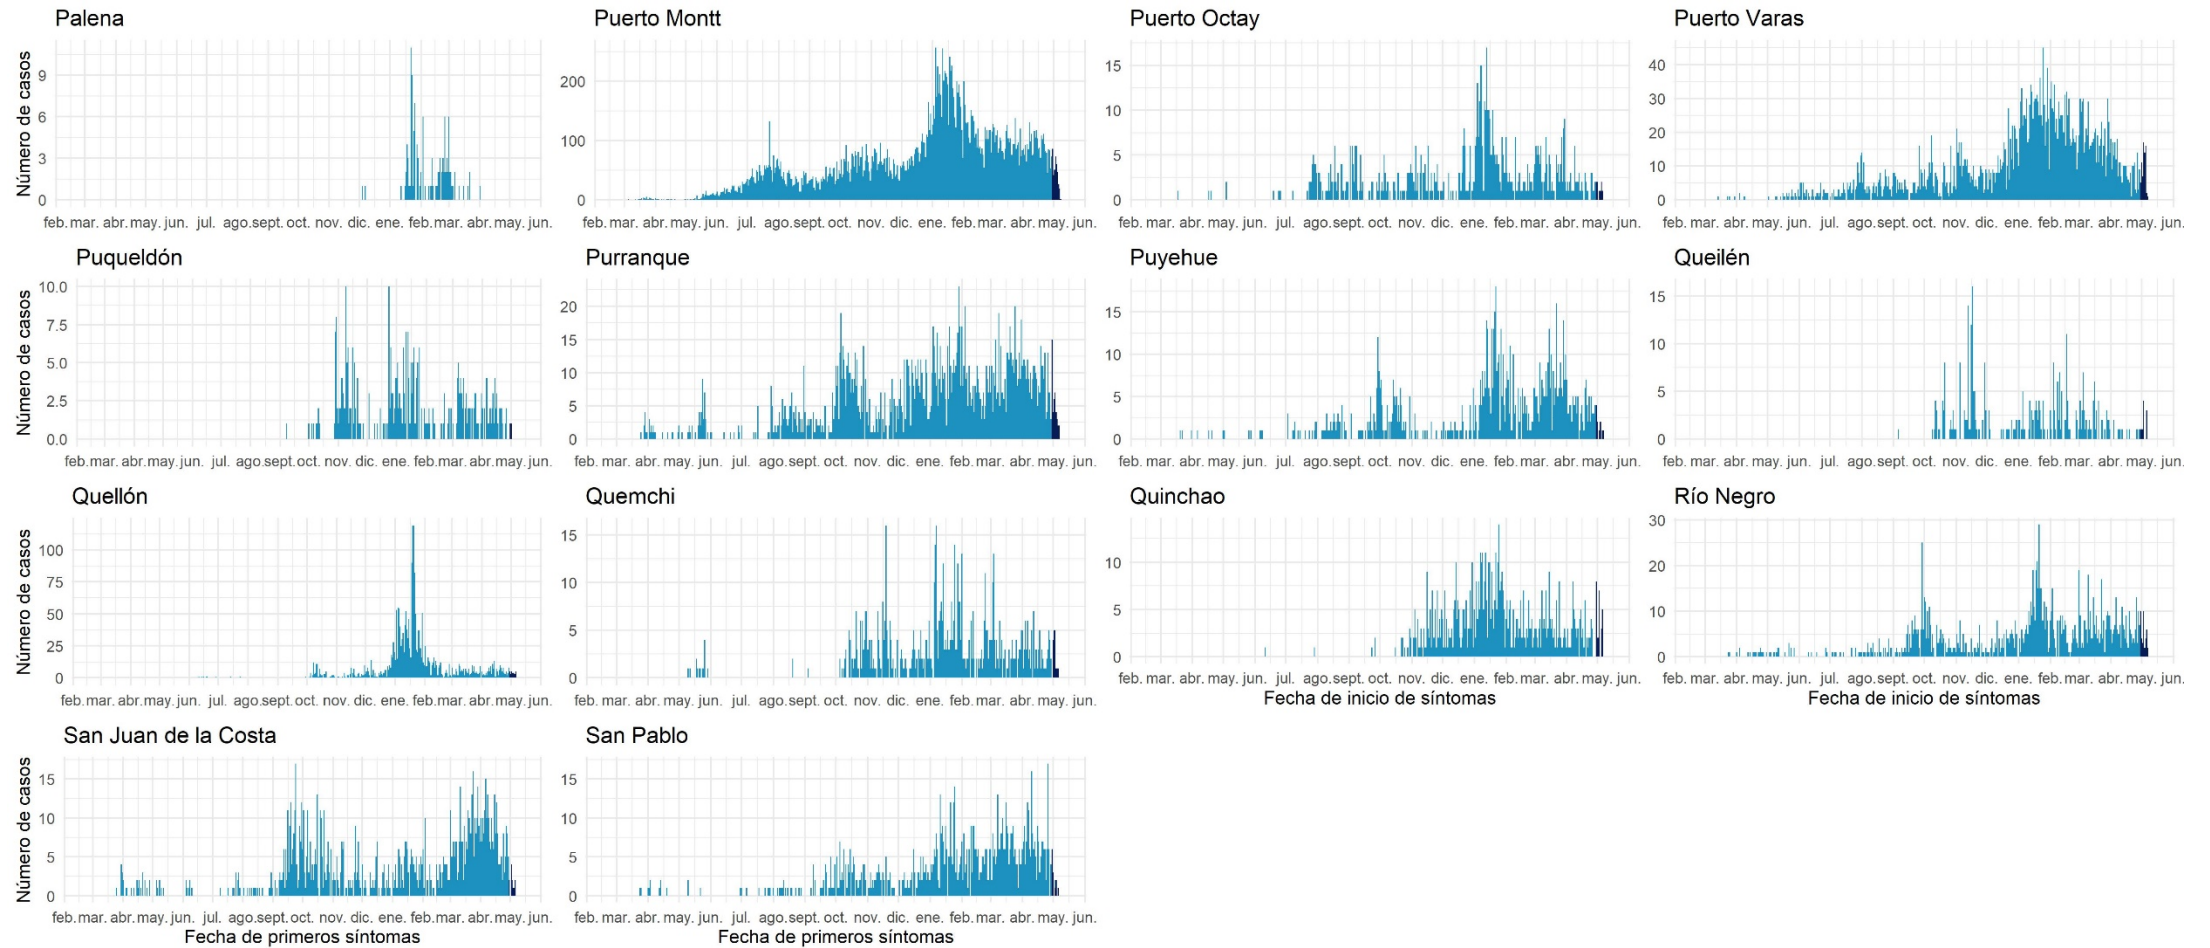 Palena
Número de casos
9
6
3
0
feb. mar. abr. may. jun. jul. ago. sept. oct. nov. dic. ene. feb. mar. abr. may. jun.
Puerto Montt
200
100
0
feb. mar. abr. may. jun. jul. ago. sept. oct. nov. dic. ene. feb. mar. abr. may. jun.
Puerto Octay
15
10
5
0
feb. mar. abr. may. jun. jul. ago. sept. oct. nov. dic. ene. feb. mar. abr. may. jun.
Puerto Varas
40
30
20
10
0
feb. mar. abr. may. jun. jul. ago. sept. oct. nov. dic. ene. feb. mar. abr. may. jun.
Puqueldón
Número de casos
10.0
7.5
5.0
2.5
0.0
feb. mar. abr. may. jun. jul. ago. sept. oct. nov. dic. ene. feb. mar. abr. may. jun.
Purranque
20
15
10
5
0
feb. mar. abr. may. jun. jul. ago. sept. oct. nov. dic. ene. feb. mar. abr. may. jun.
Puyehue
15
10
5
0
feb. mar. abr. may. jun. jul. ago. sept. oct. nov. dic. ene. feb. mar. abr. may. jun.
Queilén
15
10
5
0
feb. mar. abr. may. jun. jul. ago. sept. oct. nov. dic. ene. feb. mar. abr. may. jun.
Quellón
Número de casos
100
75
50
25
0
feb. mar. abr. may. jun. jul. ago. sept. oct. nov. dic. ene. feb. mar. abr. may. jun.
Quemchi
15
10
5
0
feb. mar. abr. may. jun. jul. ago. sept. oct. nov. dic. ene. feb. mar. abr. may. jun.
Quinchao
10
5
0
feb. mar. abr. may. jun. jul. ago. sept. oct. nov. dic. ene. feb. mar. abr. may. jun.
Fecha de inicio de síntomas
Río Negro
30
20
10
0
feb. mar. abr. may. jun. jul. ago. sept. oct. nov. dic. ene. feb. mar. abr. may. jun.
Fecha de inicio de síntomas
San Juan de la Costa
Número de casos
15
10
5
0
feb. mar. abr. may. jun. jul. ago. sept. oct. nov. dic. ene. feb. mar. abr. may. jun.
Fecha de primeros síntomas
San Pablo
15
10
5
0
feb. mar. abr. may. jun. jul. ago. sept. oct. nov. dic. ene. feb. mar. abr. may. jun.
Fecha de primeros síntomas